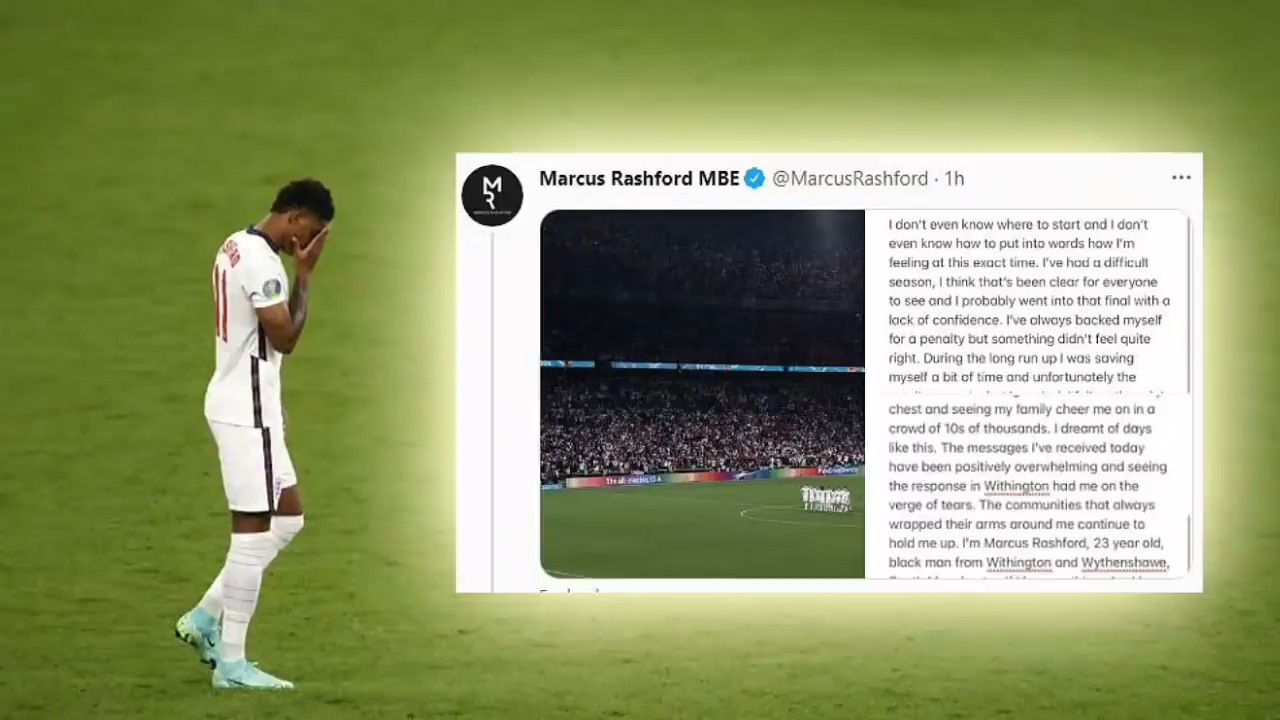 11
MR
Marcus Rashford MBE @MarcusRashford · 1h
I don't even know where to start and I don't
even know how to put into words how I'm
feeling at this exact time. I've had a difficult
season, I think that's been clear for everyone
to see and I probably went into that final with a
lack of confidence. I've always backed myself
for a penalty but something didn't feel quite
right. During the long run up I was saving
myself a bit of time and unfortunately the
chest and seeing my family cheer me on in a
crowd of 10s of thousands. I dreamt of days
like this. The messages I've received today
have been positively overwhelming and seeing
the response in Withington had me on the
verge of tears. The communities that always
wrapped their arms around me continue to
hold me up. I'm Marcus Rashford, 23 year old,
black man from Withington and Wythenshawe,